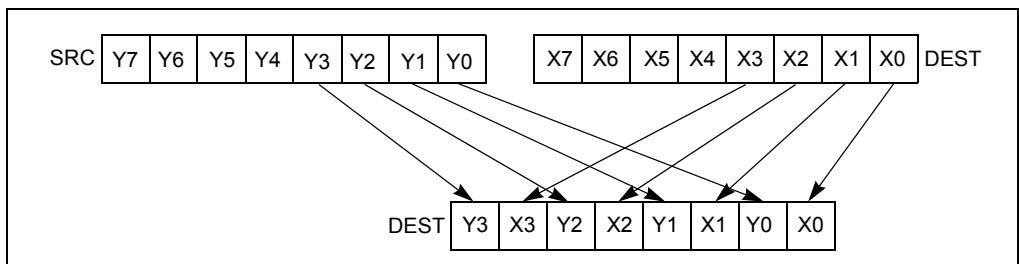 SRC Y7 Y6 Y5 Y4 Y3 Y2 Y1 Y0 X7 X6 X5 X4 X3 X2 X1 X0 DEST
DEST Y3 X3 Y2 X2 Y1 X1 Y0 X0